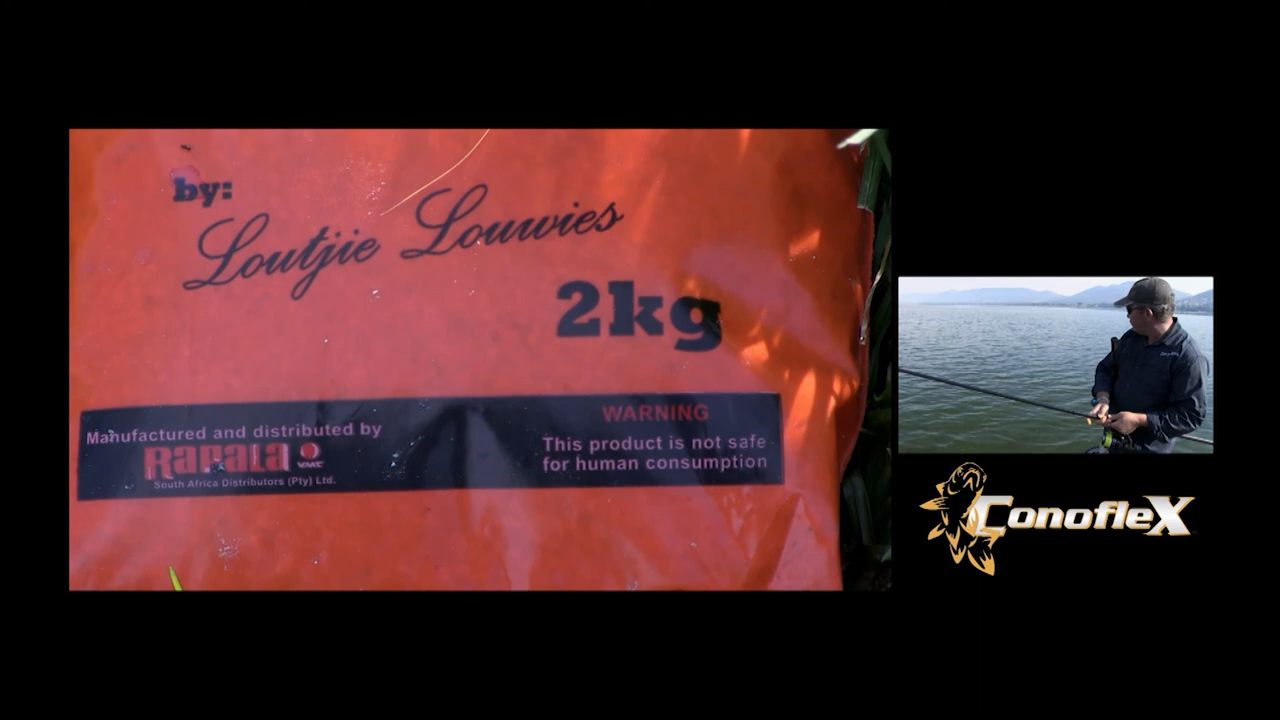 by:
Loutjie Louwies
2kg
Manufactured and distributed by
RAPALA VMC
South Africa Distributors (Pty) Ltd.
WARNING
This product is not safe
for human consumption
ConofleX